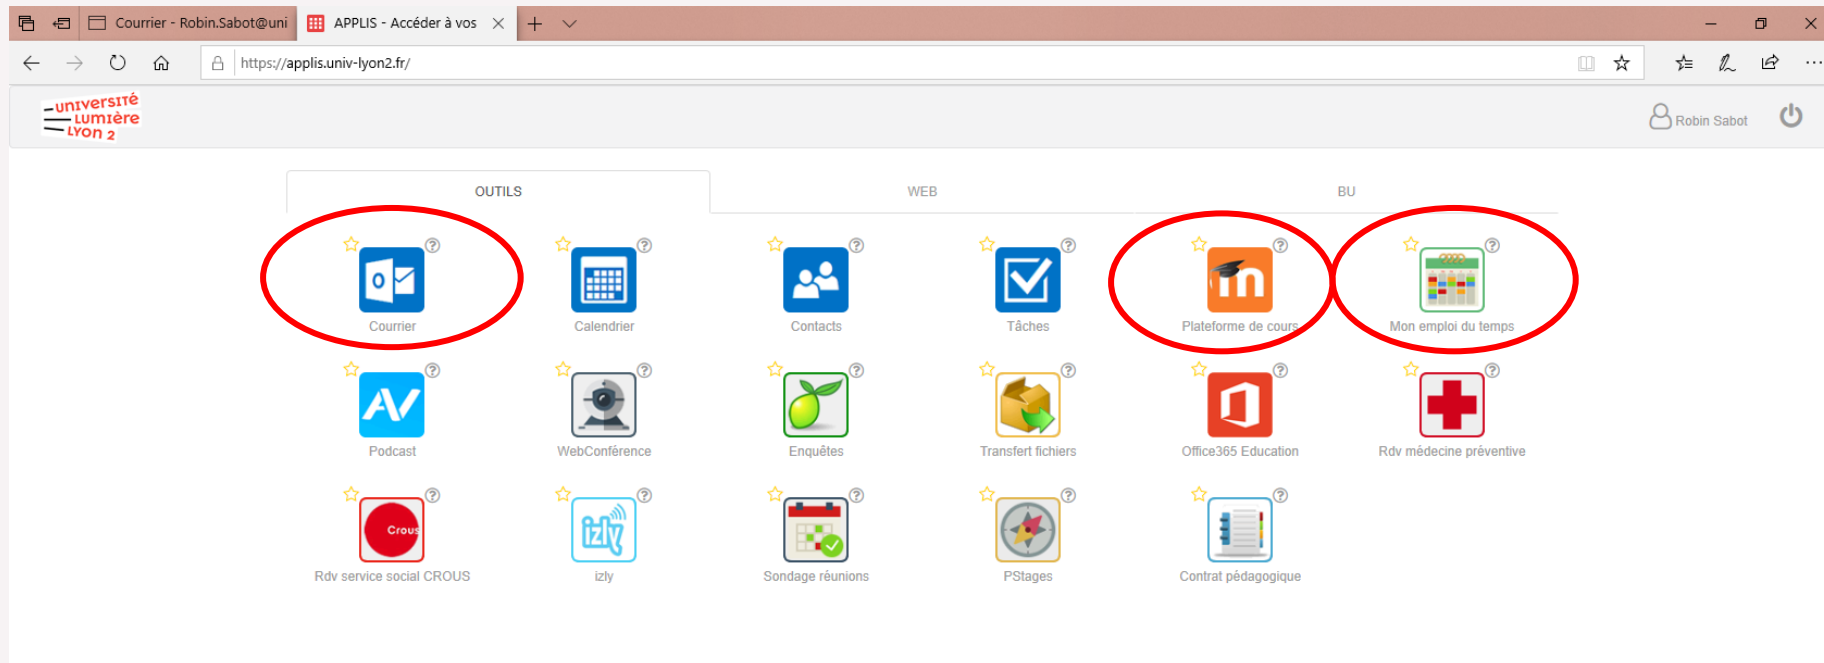 Courrier - Robin.Sabot@uni
APPLIS - Accéder à vos
https://applis.univ-lyon2.fr/
université
Lumière
Lyon 2
Robin Sabot
OUTILS WEB BU
Courrier Calendrier Contacts Tâches Plateforme de cours Mon emploi du temps
Podcast WebConférence Enquêtes Transfert fichiers Office365 Education Rdv médecine préventive
Crous
izly
Rdv service social CROUS izly Sondage réunions PStages Contrat pédagogique